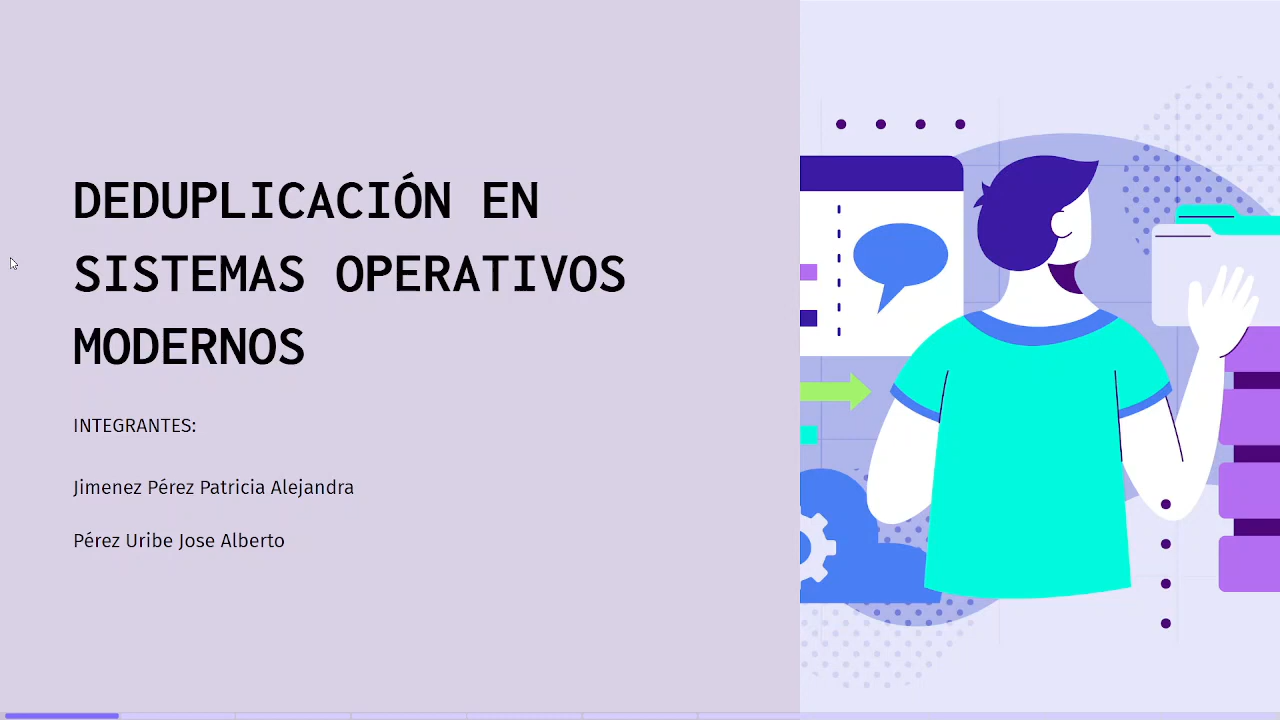 DEDUPLICACIÓN EN
SISTEMAS OPERATIVOS
MODERNOS
INTEGRANTES:
Jimenez Pérez Patricia Alejandra
Pérez Uribe Jose Alberto